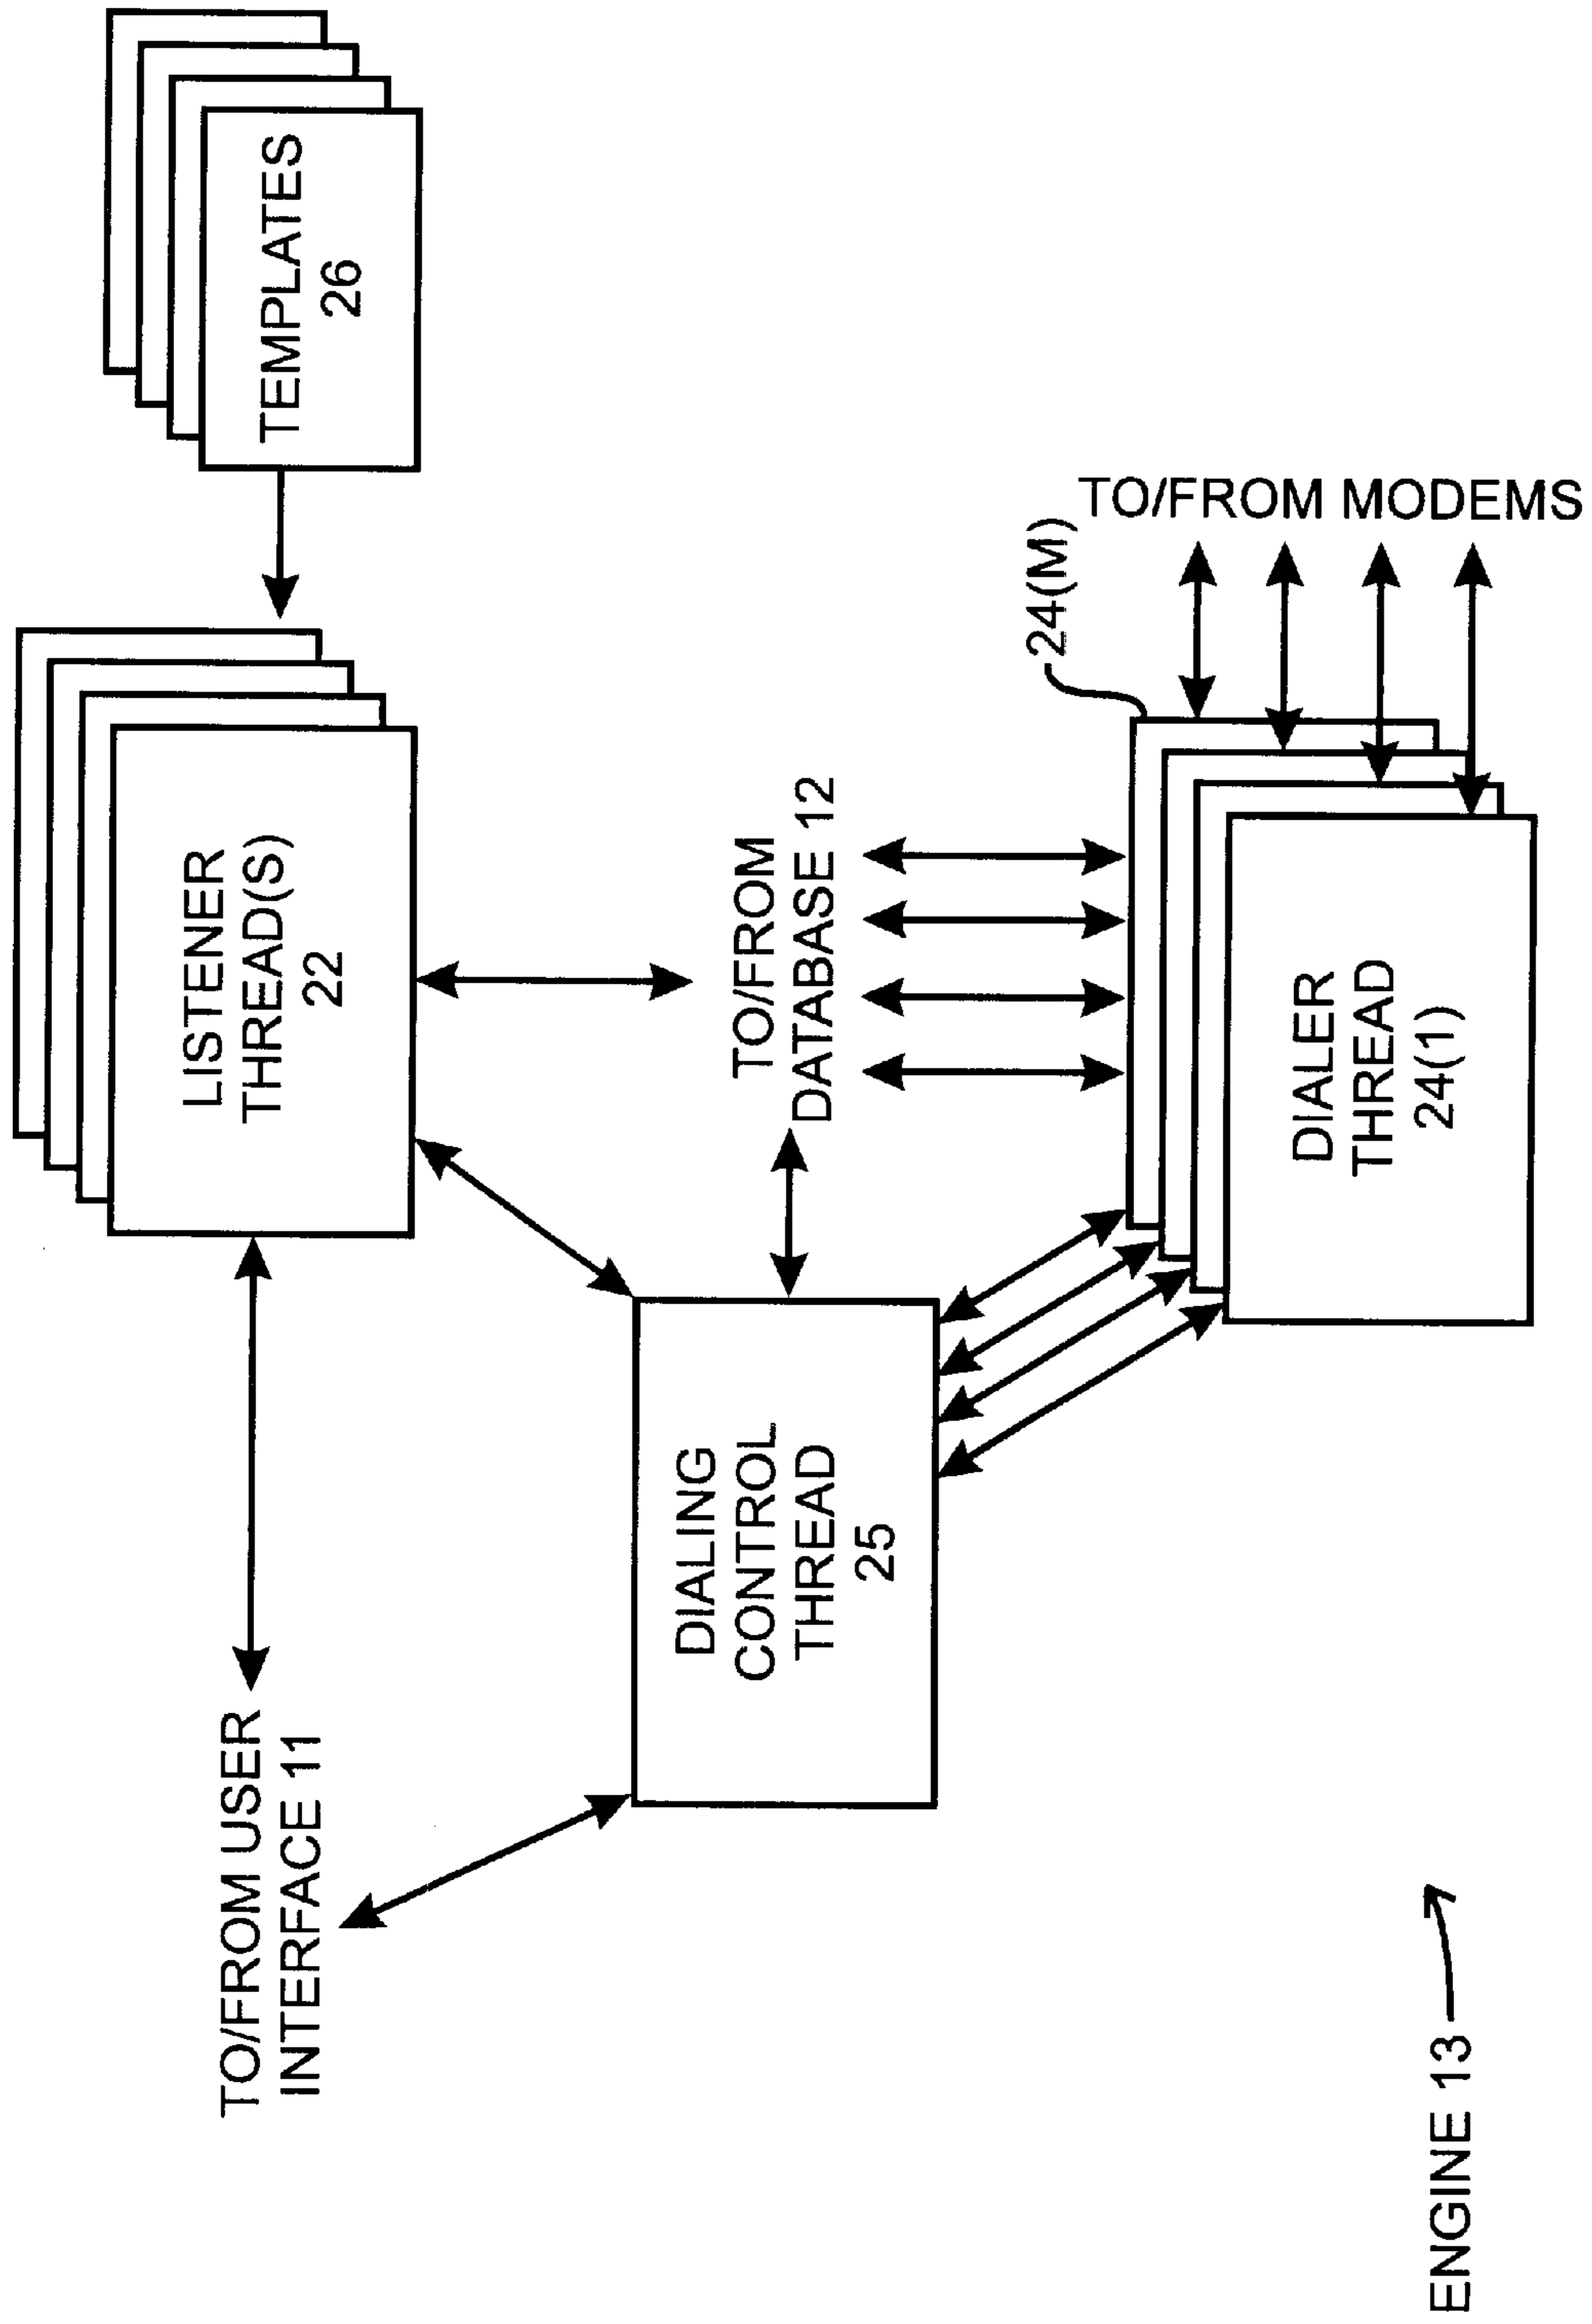 TEMPLATES
26
LISTENER
THREAD(S)
22
TO/FROM USER
INTERFACE 11
TO/FROM
DATABASE 12
DIALING
CONTROL
THREAD
25
24(M)
TO/FROM MODEMS
DIALER
THREAD
24(1)
ENGINE 13